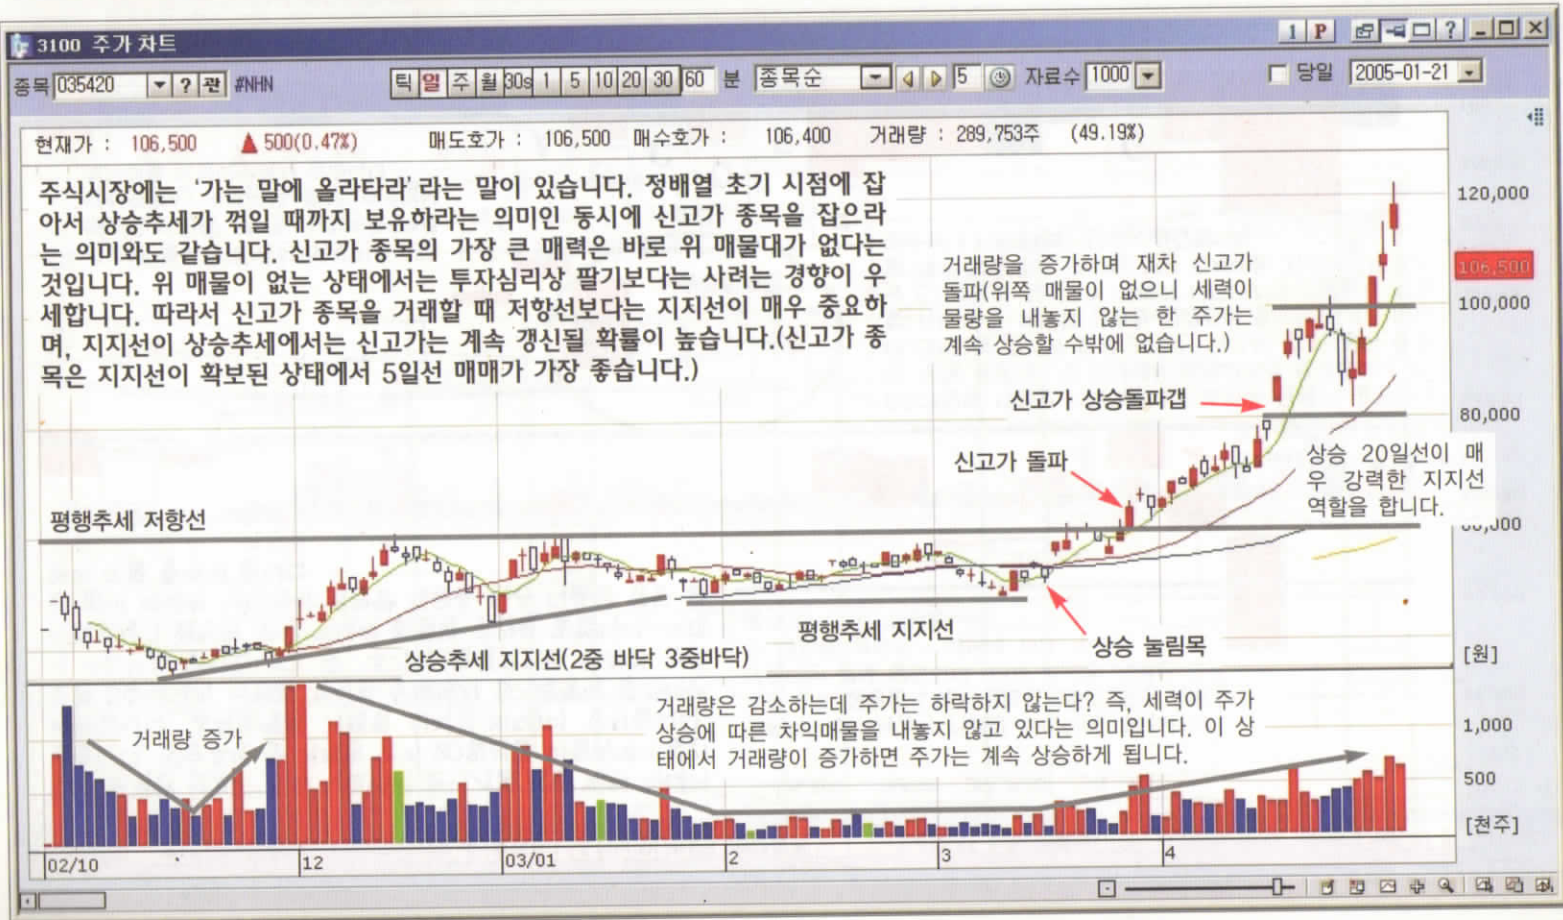 3100 주가 차트
1 P ?
종목 035420 ? 관 #NHN 틱 일 주 월 30s 1 5 10 20 30 60 분 종목순 5 자료수 1000 당일 2005-01-21
현재가 : 106,500 ▲ 500(0.47%) 매도호가 : 106,500 매수호가 : 106,400 거래량 : 289,753주 (49.19%)
주식시장에는 '가는 말에 올라타라'라는 말이 있습니다. 정배열 초기 시점에 잡
아서 상승추세가 꺾일 때까지 보유하라는 의미인 동시에 신고가 종목을 잡으라
는 의미와도 같습니다. 신고가 종목의 가장 큰 매력은 바로 위 매물대가 없다는
것입니다. 위 매물이 없는 상태에서는 투자심리상 팔기보다는 사려는 경향이 우
세합니다. 따라서 신고가 종목을 거래할 때 저항선보다는 지지선이 매우 중요하
며, 지지선이 상승추세에서는 신고가는 계속 갱신될 확률이 높습니다.(신고가 종
목은 지지선이 확보된 상태에서 5일선 매매가 가장 좋습니다.)
거래량을 증가하며 재차 신고가
돌파(위쪽 매물이 없으니 세력이
물량을 내놓지 않는 한 주가는
계속 상승할 수밖에 없습니다.)
120,000
106,500
100,000
80,000
신고가 상승돌파갭
신고가 돌파
상승 20일선이 매
우 강력한 지지선
역할을 합니다.
평행추세 저항선
평행추세 지지선
상승 눌림목
상승추세 지지선(2중 바닥 3중바닥)
[원]
거래량 증가
거래량은 감소하는데 주가는 하락하지 않는다? 즉, 세력이 주가
상승에 따른 차익매물을 내놓지 않고 있다는 의미입니다. 이 상
태에서 거래량이 증가하면 주가는 계속 상승하게 됩니다.
1,000
500
[천주]
02/10 12 03/01 2 3 4